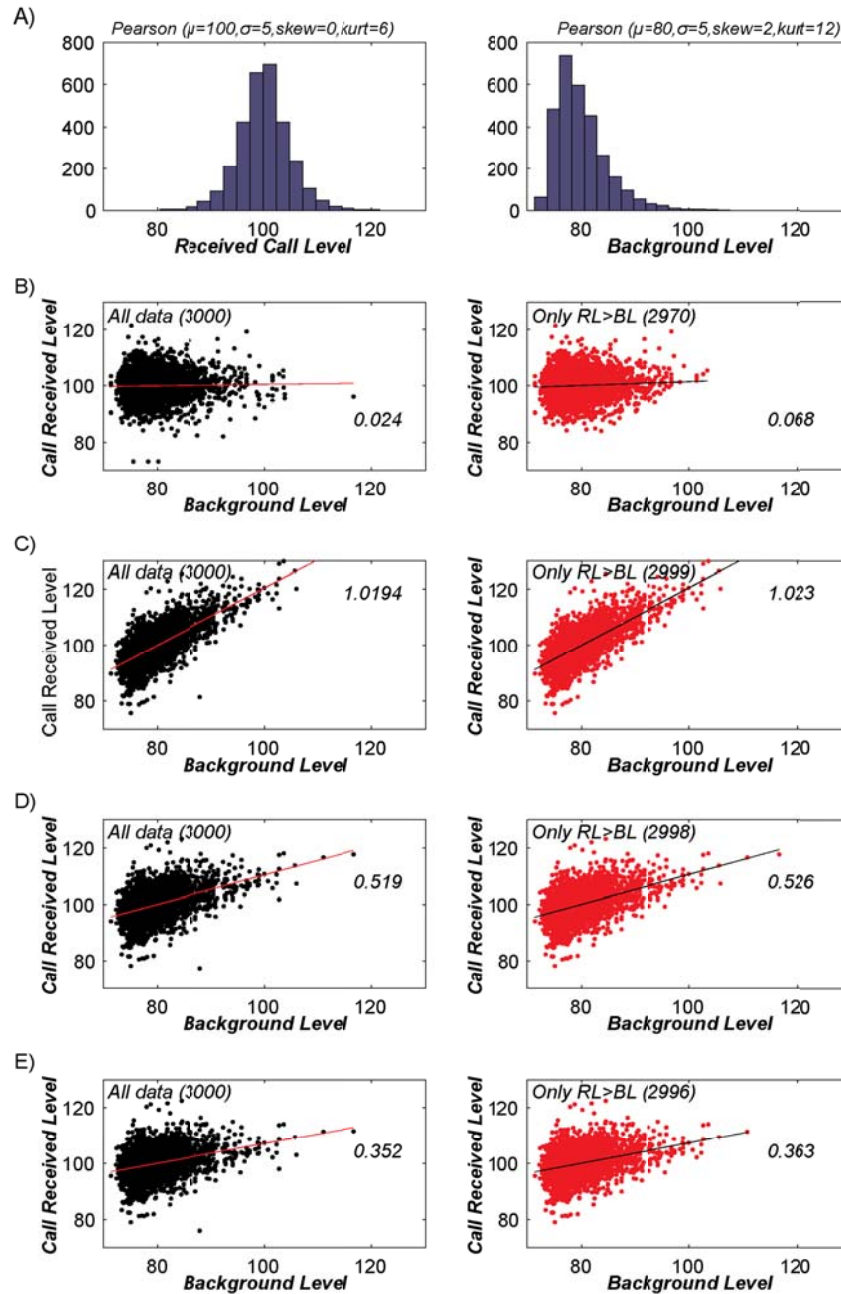 A)
Pearson (μ=100,σ=5,skew=0,kurt=6)
Pearson (μ=80,σ=5,skew=2,kurt=12)
800
600
400
200
0
80 100 120
Received Call Level
800
600
400
200
0
80 100 120
Background Level
B)
All data (3000)
Call Received Level
120
100
80
0.024
80 100 120
Background Level
Only RL>BL (2970)
Call Received Level
120
100
80
0.068
80 100 120
Background Level
C)
All data (3000)
Call Received Level
120
100
80
1.0194
80 100 120
Background Level
Only RL>BL (2999)
Call Received Level
120
100
80
1.023
80 100 120
Background Level
D)
All data (3000)
Call Received Level
120
100
80
0.519
80 100 120
Background Level
Only RL>BL (2998)
Call Received Level
120
100
80
0.526
80 100 120
Background Level
E)
All data (3000)
Call Received Level
120
100
80
0.352
80 100 120
Background Level
Only RL>BL (2996)
Call Received Level
120
100
80
0.363
80 100 120
Background Level